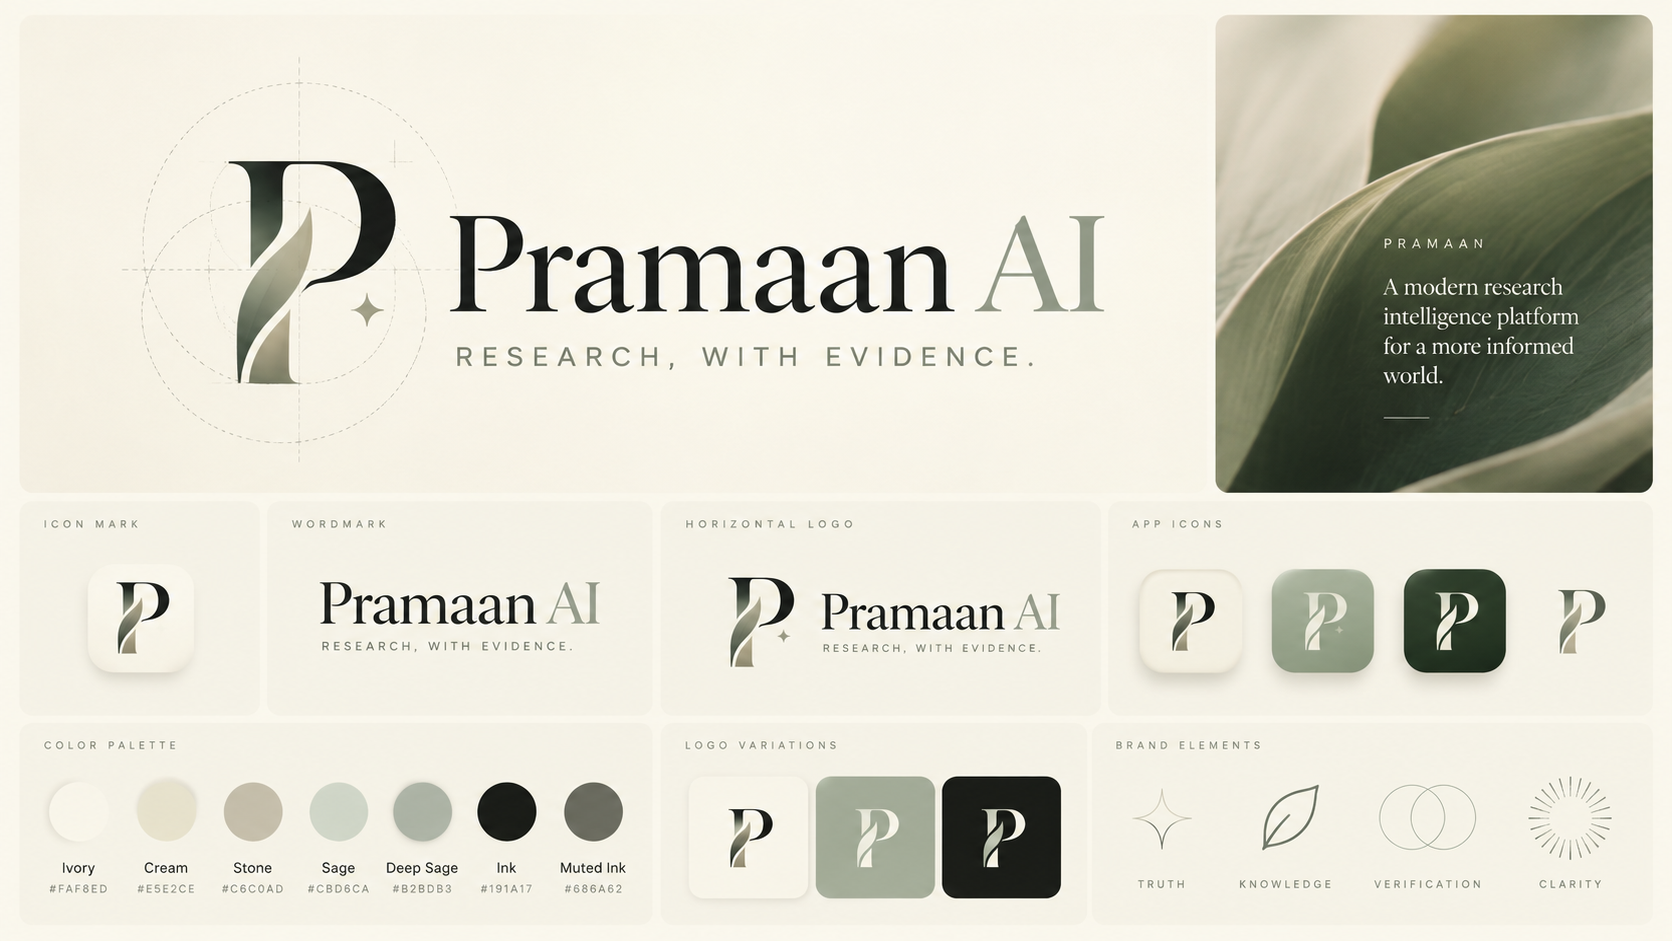 Pramaan AI
RESEARCH, WITH EVIDENCE.
PRAMAAN
A modern research
intelligence platform
for a more informed
world.
ICON MARK
P
WORDMARK
Pramaan AI
RESEARCH, WITH EVIDENCE.
HORIZONTAL LOGO
P
Pramaan AI
RESEARCH, WITH EVIDENCE.
APP ICONS
P P P P
COLOR PALETTE
Ivory Cream Stone Sage Deep Sage Ink Muted Ink
#FAF8ED #E5E2CE #C6C0AD #CBD6CA #B2BDB3 #191A17 #686A62
LOGO VARIATIONS
P P P
BRAND ELEMENTS
TRUTH KNOWLEDGE VERIFICATION CLARITY